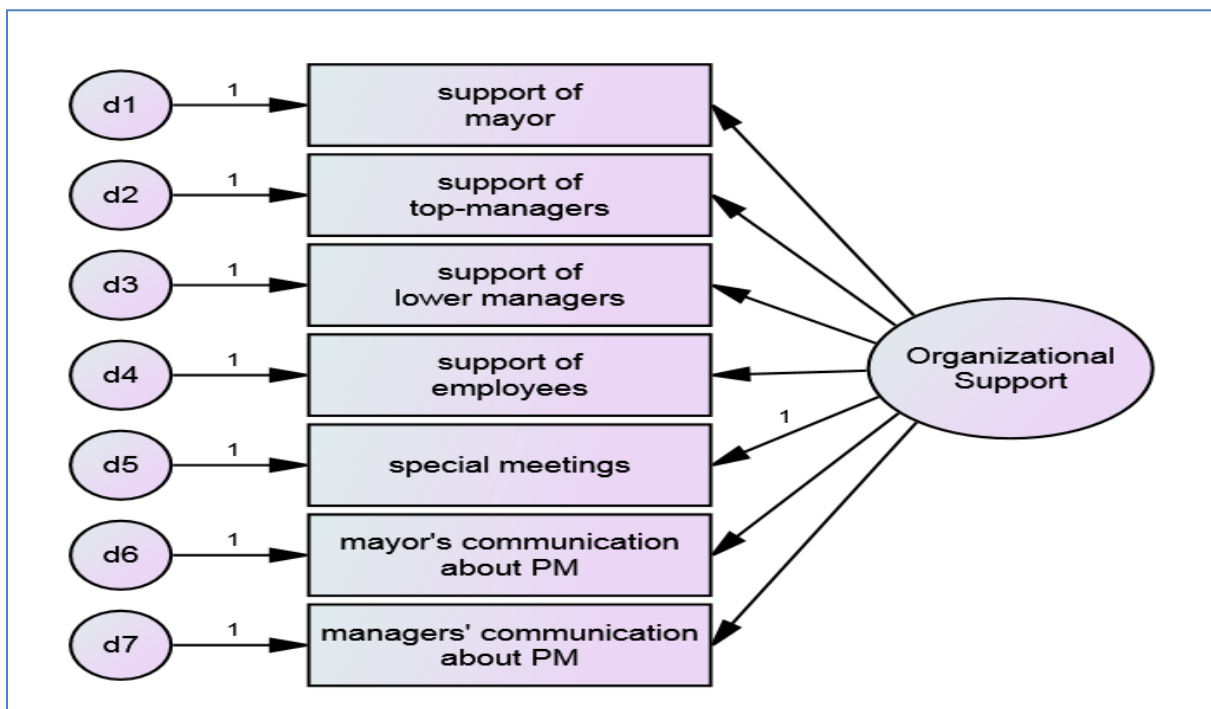 d1
1
support of
mayor
d2
1
support of
top-managers
d3
1
support of
lower managers
d4
1
support of
employees
Organizational
Support
d5
1
special meetings
1
d6
1
mayor's communication
about PM
d7
1
managers' communication
about PM